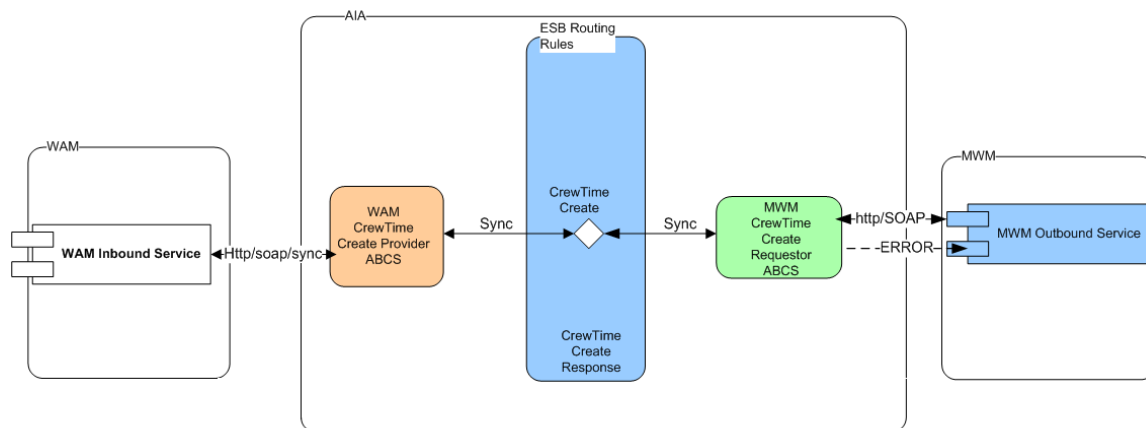 AIA
ESB Routing
Rules
WAM
MWM
WAM Inbound Service
Http/soap/sync
WAM
CrewTime
Create Provider
ABCS
Sync
CrewTime
Create
Sync
MWM
CrewTime
Create
Requestor
ABCS
http/SOAP
ERROR
MWM Outbound Service
CrewTime
Create
Response